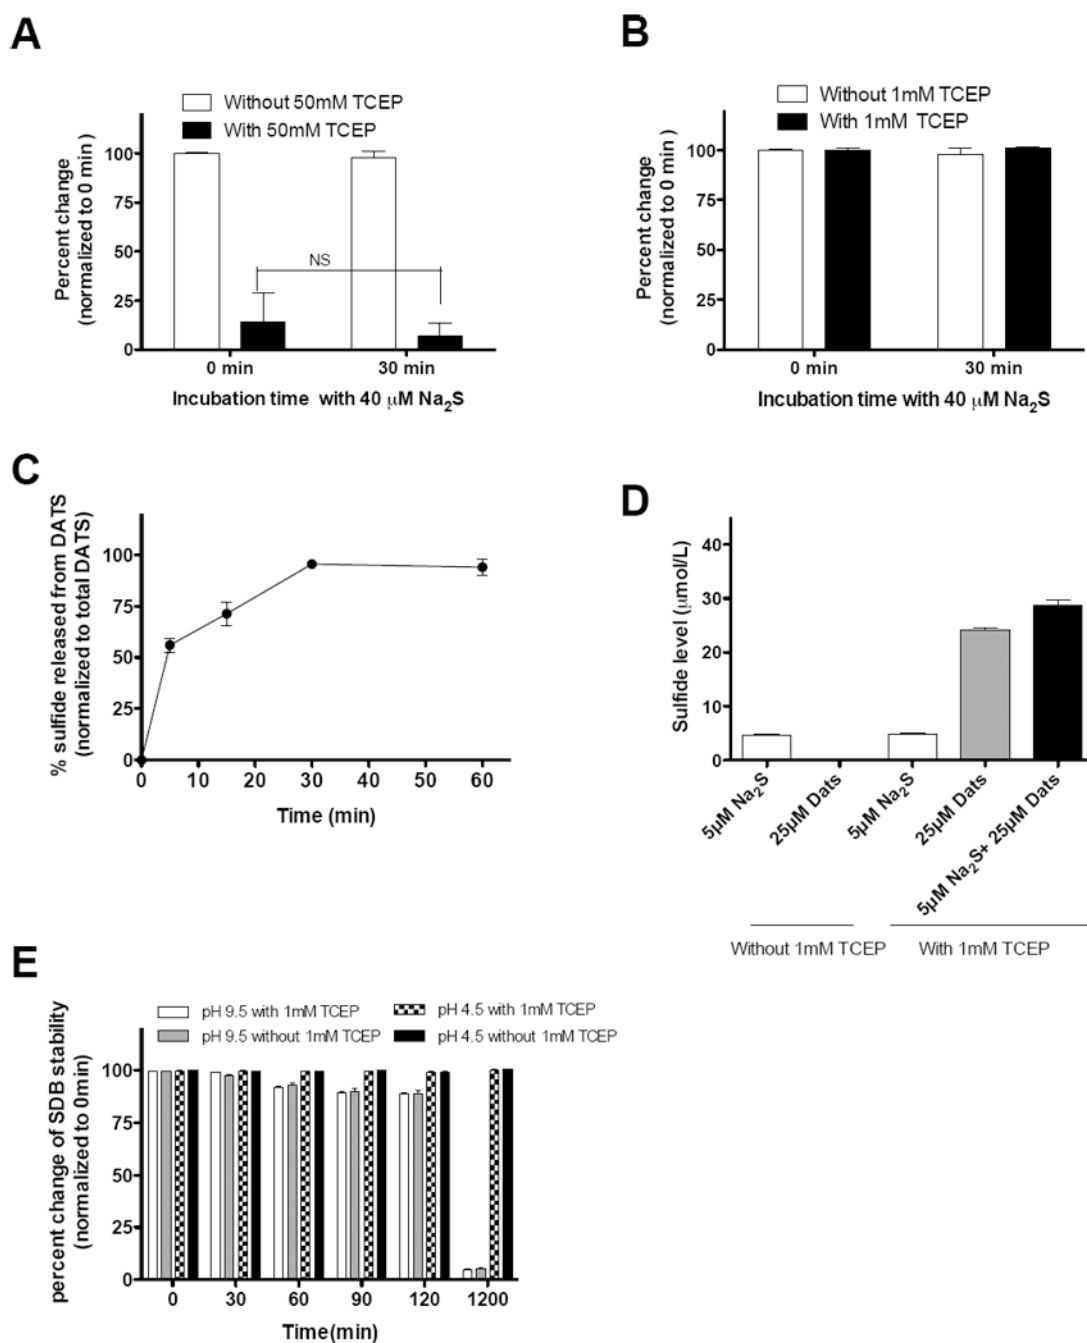 A
Without 50mM TCEP
With 50mM TCEP
Percent change
(normalized to 0 min)
100
75
50
25
0
NS
0 min
30 min
Incubation time with 40 μM Na₂S
B
Without 1mM TCEP
With 1mM TCEP
Percent change
(normalized to 0 min)
100
75
50
25
0
0 min
30 min
Incubation time with 40 μM Na₂S
C
% sulfide released from DATS
(normalized to total DATS)
100
75
50
25
0
0 10 20 30 40 50 60
Time (min)
D
Sulfide level (μmol/L)
40
30
20
10
0
5μM Na₂S
25μM Dats
5μM Na₂S
25μM Dats
5μM Na₂S+ 25μM Dats
Without 1mM TCEP
With 1mM TCEP
E
pH 9.5 with 1mM TCEP
pH 9.5 without 1mM TCEP
pH 4.5 with 1mM TCEP
pH 4.5 without 1mM TCEP
percent change of SDB stability
(normalized to 0min)
100
75
50
25
0
0 30 60 90 120 1200
Time(min)